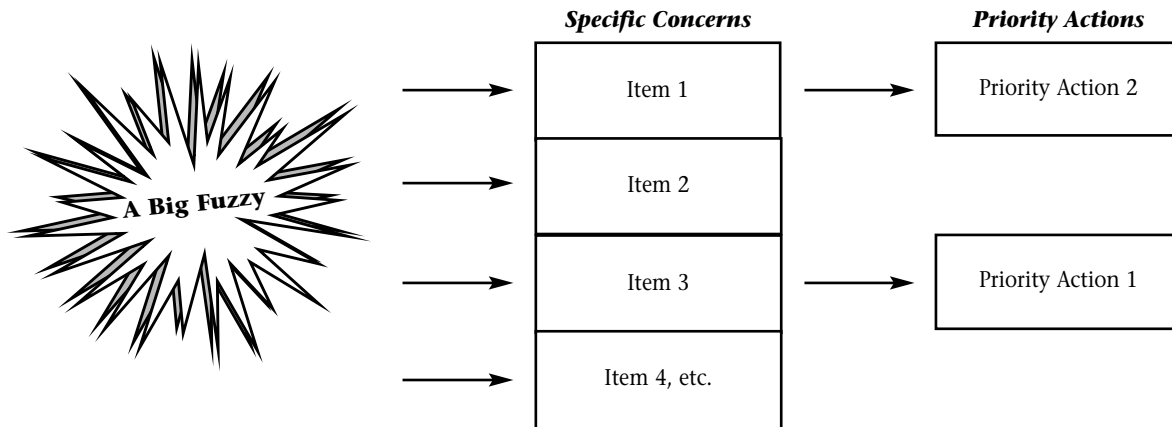 Specific Concerns
Priority Actions
A Big Fuzzy
Item 1
Priority Action 2
Item 2
Item 3
Priority Action 1
Item 4, etc.